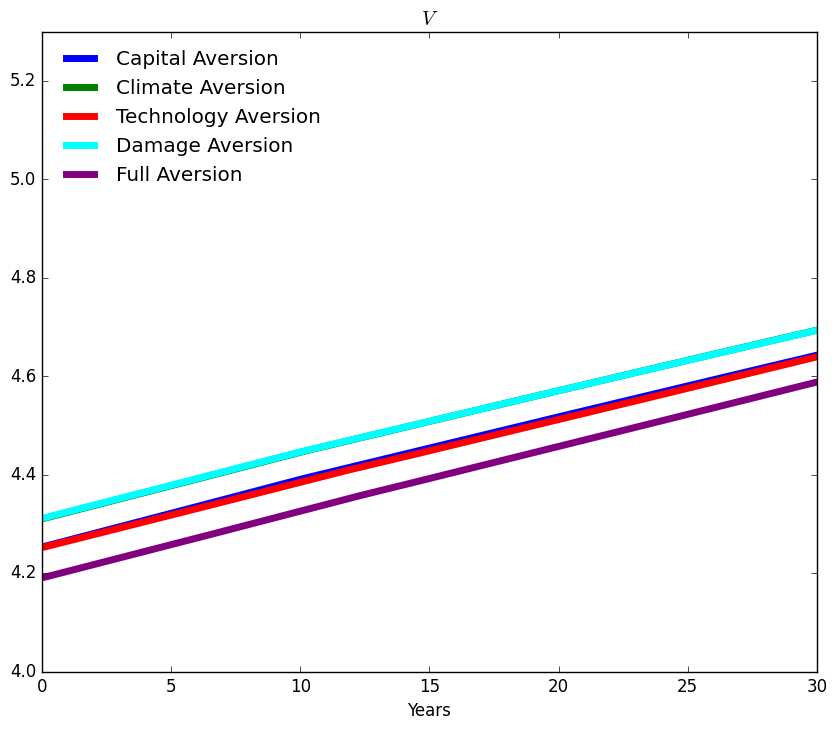 V
Capital Aversion
Climate Aversion
Technology Aversion
Damage Aversion
Full Aversion
5.2
5.0
4.8
4.6
4.4
4.2
4.0
0 5 10 15 20 25 30
Years